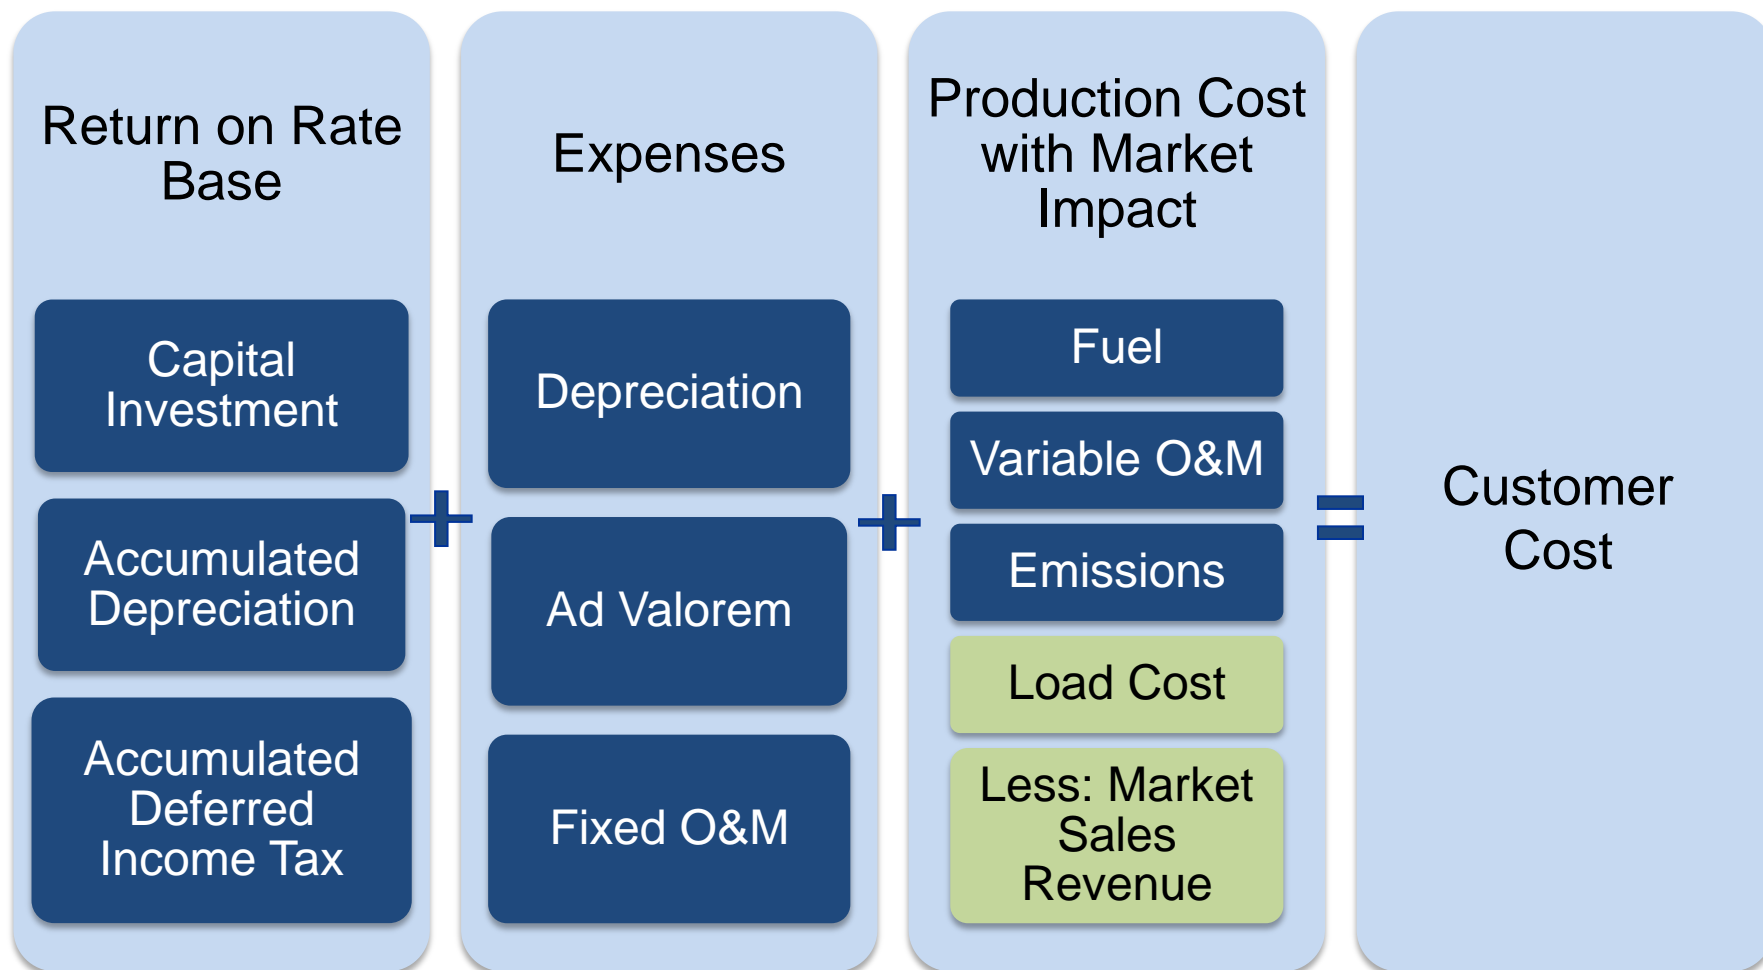 Return on Rate
Base
Capital
Investment
Accumulated
Depreciation
Accumulated
Deferred
Income Tax
+
Expenses
Depreciation
Ad Valorem
Fixed O&M
+
Production Cost
with Market
Impact
Fuel
Variable O&M
Emissions
Load Cost
Less: Market
Sales
Revenue
=
Customer
Cost